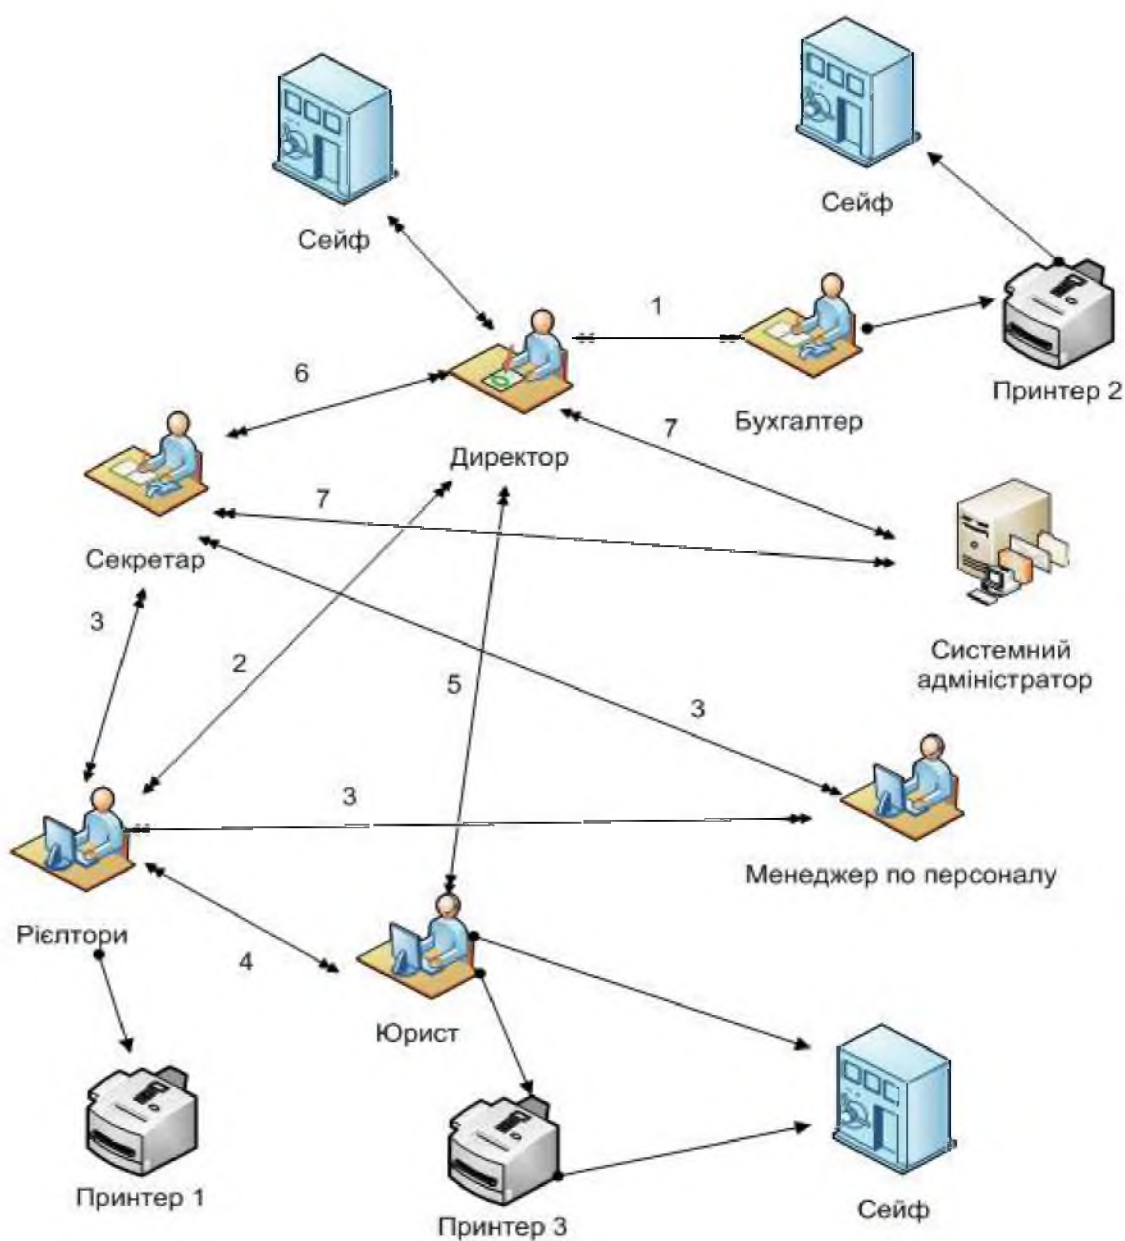 Сейф
Сейф
1
Принтер 2
6
Бухгалтер
7
Директор
7
Секретар
3
Системний
адміністратор
2
5
3
3
Менеджер по персоналу
Рієлтори
4
Юрист
Принтер 1
Принтер 3
Сейф